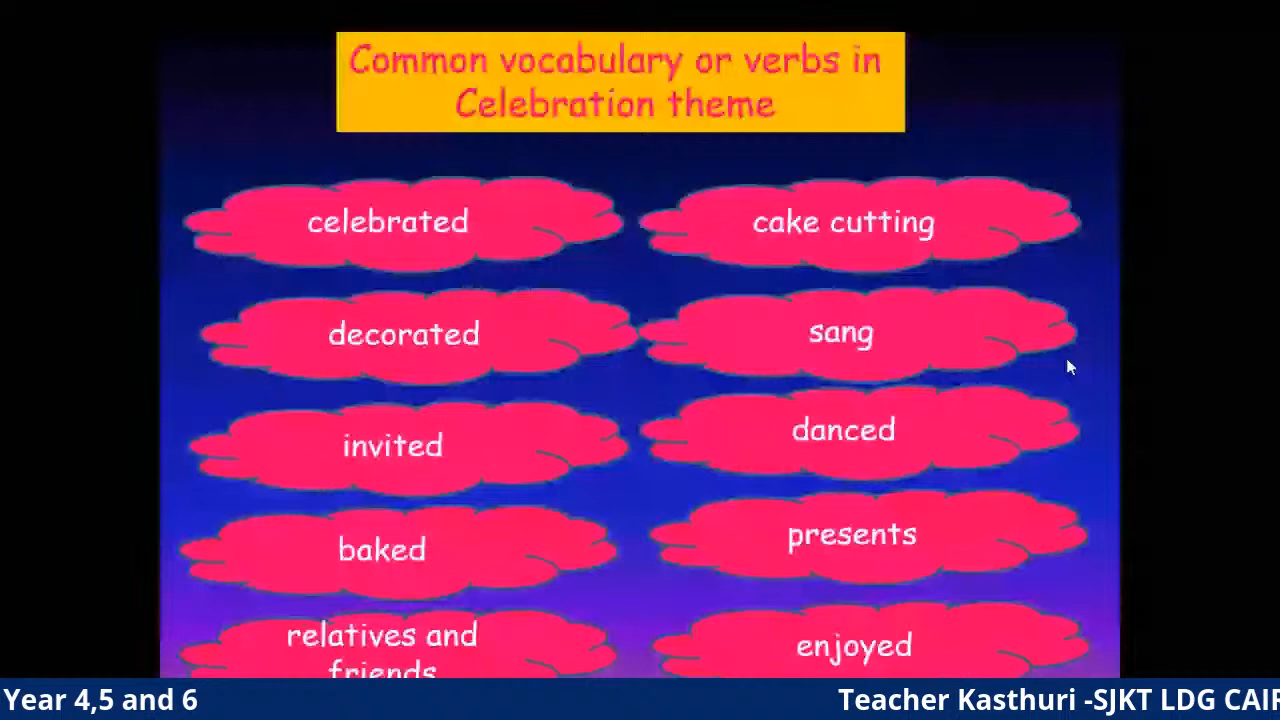 Common vocabulary or verbs in
Celebration theme
celebrated
cake cutting
decorated
sang
invited
danced
baked
presents
relatives and
friends
enjoyed
Year 4,5 and 6
Teacher Kasthuri -SJKT LDG